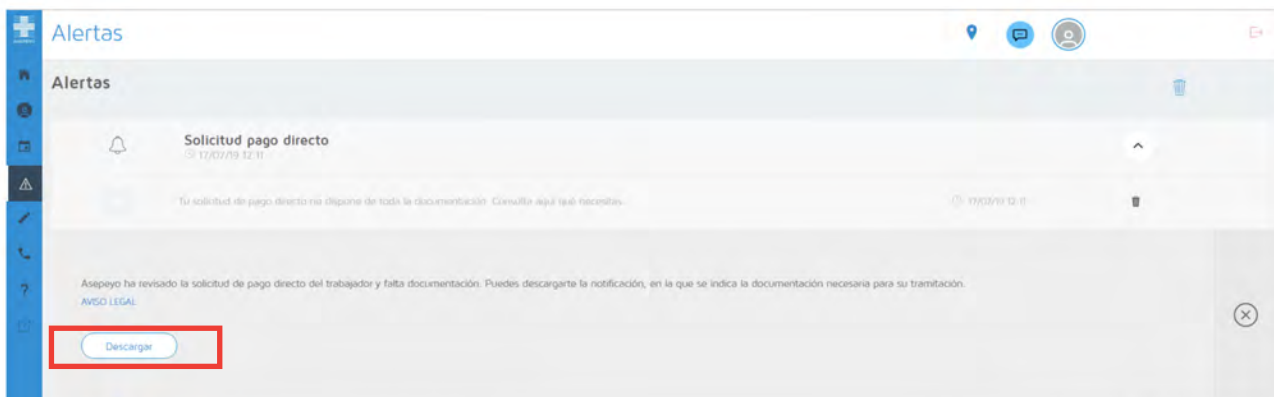 Alertas
Alertas
Solicitud pago directo
17/07/19 12:11
Tu solicitud de pago directo no dispone de toda la documentación. Consulta aquí qué necesitas.
17/07/19 12:11
Asepeyo ha revisado la solicitud de pago directo del trabajador y falta documentación. Puedes descargarte la notificación, en la que se indica la documentación necesaria para su tramitación.
AVISO LEGAL
?
Descargar